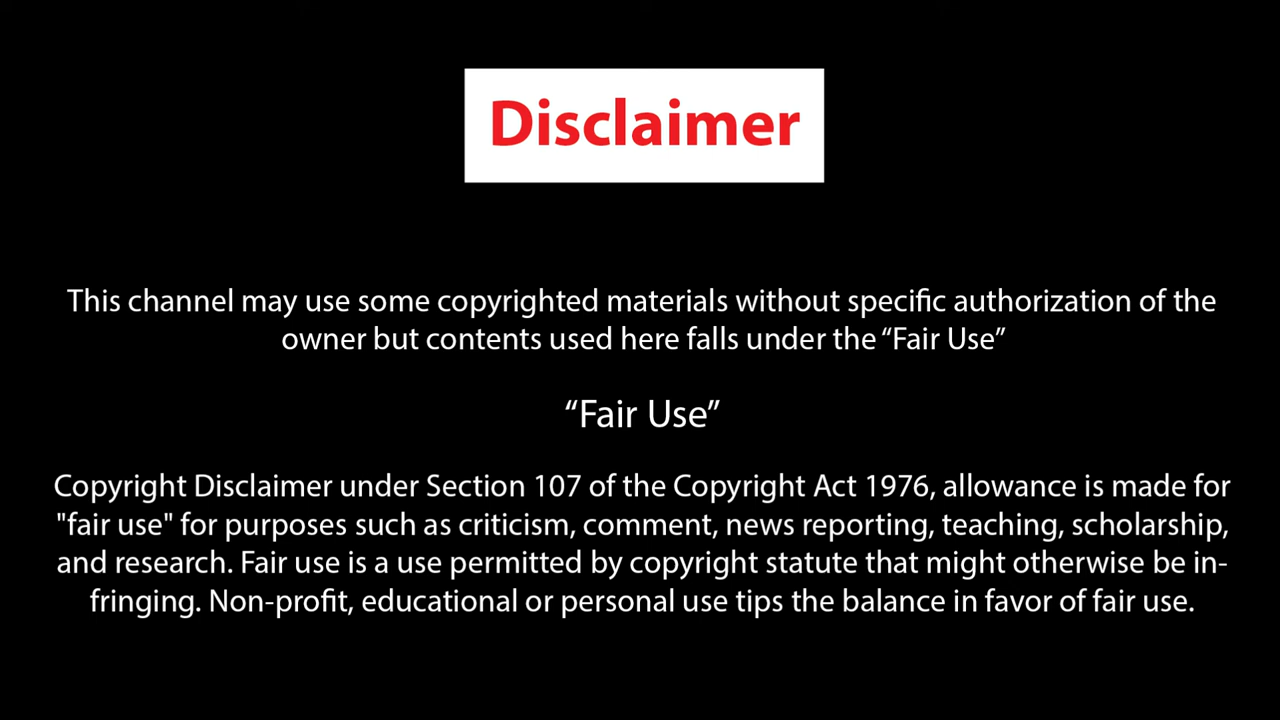 Disclaimer
This channel may use some copyrighted materials without specific authorization of the
owner but contents used here falls under the “Fair Use”
“Fair Use”
Copyright Disclaimer under Section 107 of the Copyright Act 1976, allowance is made for
"fair use" for purposes such as criticism, comment, news reporting, teaching, scholarship,
and research. Fair use is a use permitted by copyright statute that might otherwise be in-
fringing. Non-profit, educational or personal use tips the balance in favor of fair use.